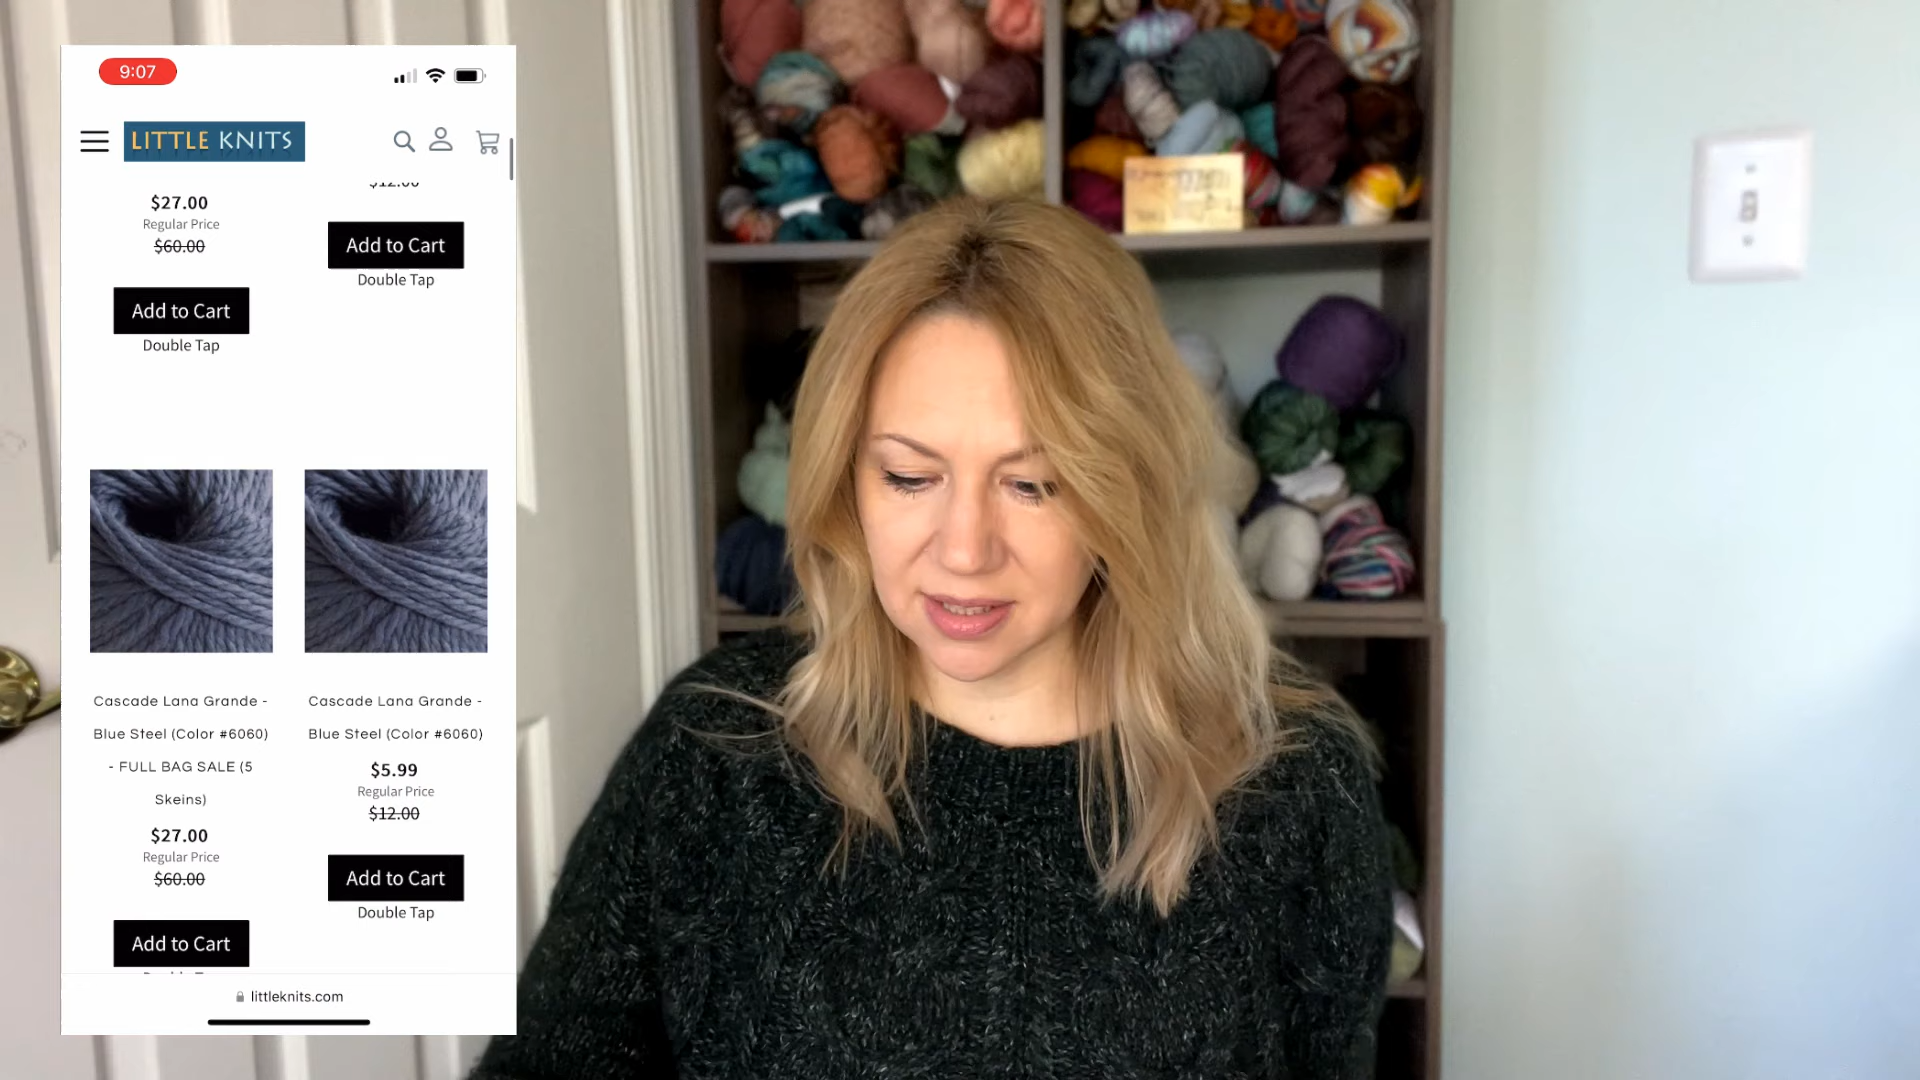 9:07
LITTLE KNITS
$12.00
$27.00
Regular Price
$60.00
Add to Cart
Double Tap
Add to Cart
Double Tap
Cascade Lana Grande -
Blue Steel (Color #6060)
- FULL BAG SALE (5
Skeins)
$27.00
Regular Price
$60.00
Add to Cart
Cascade Lana Grande -
Blue Steel (Color #6060)
$5.99
Regular Price
$12.00
Add to Cart
Double Tap
littleknits.com